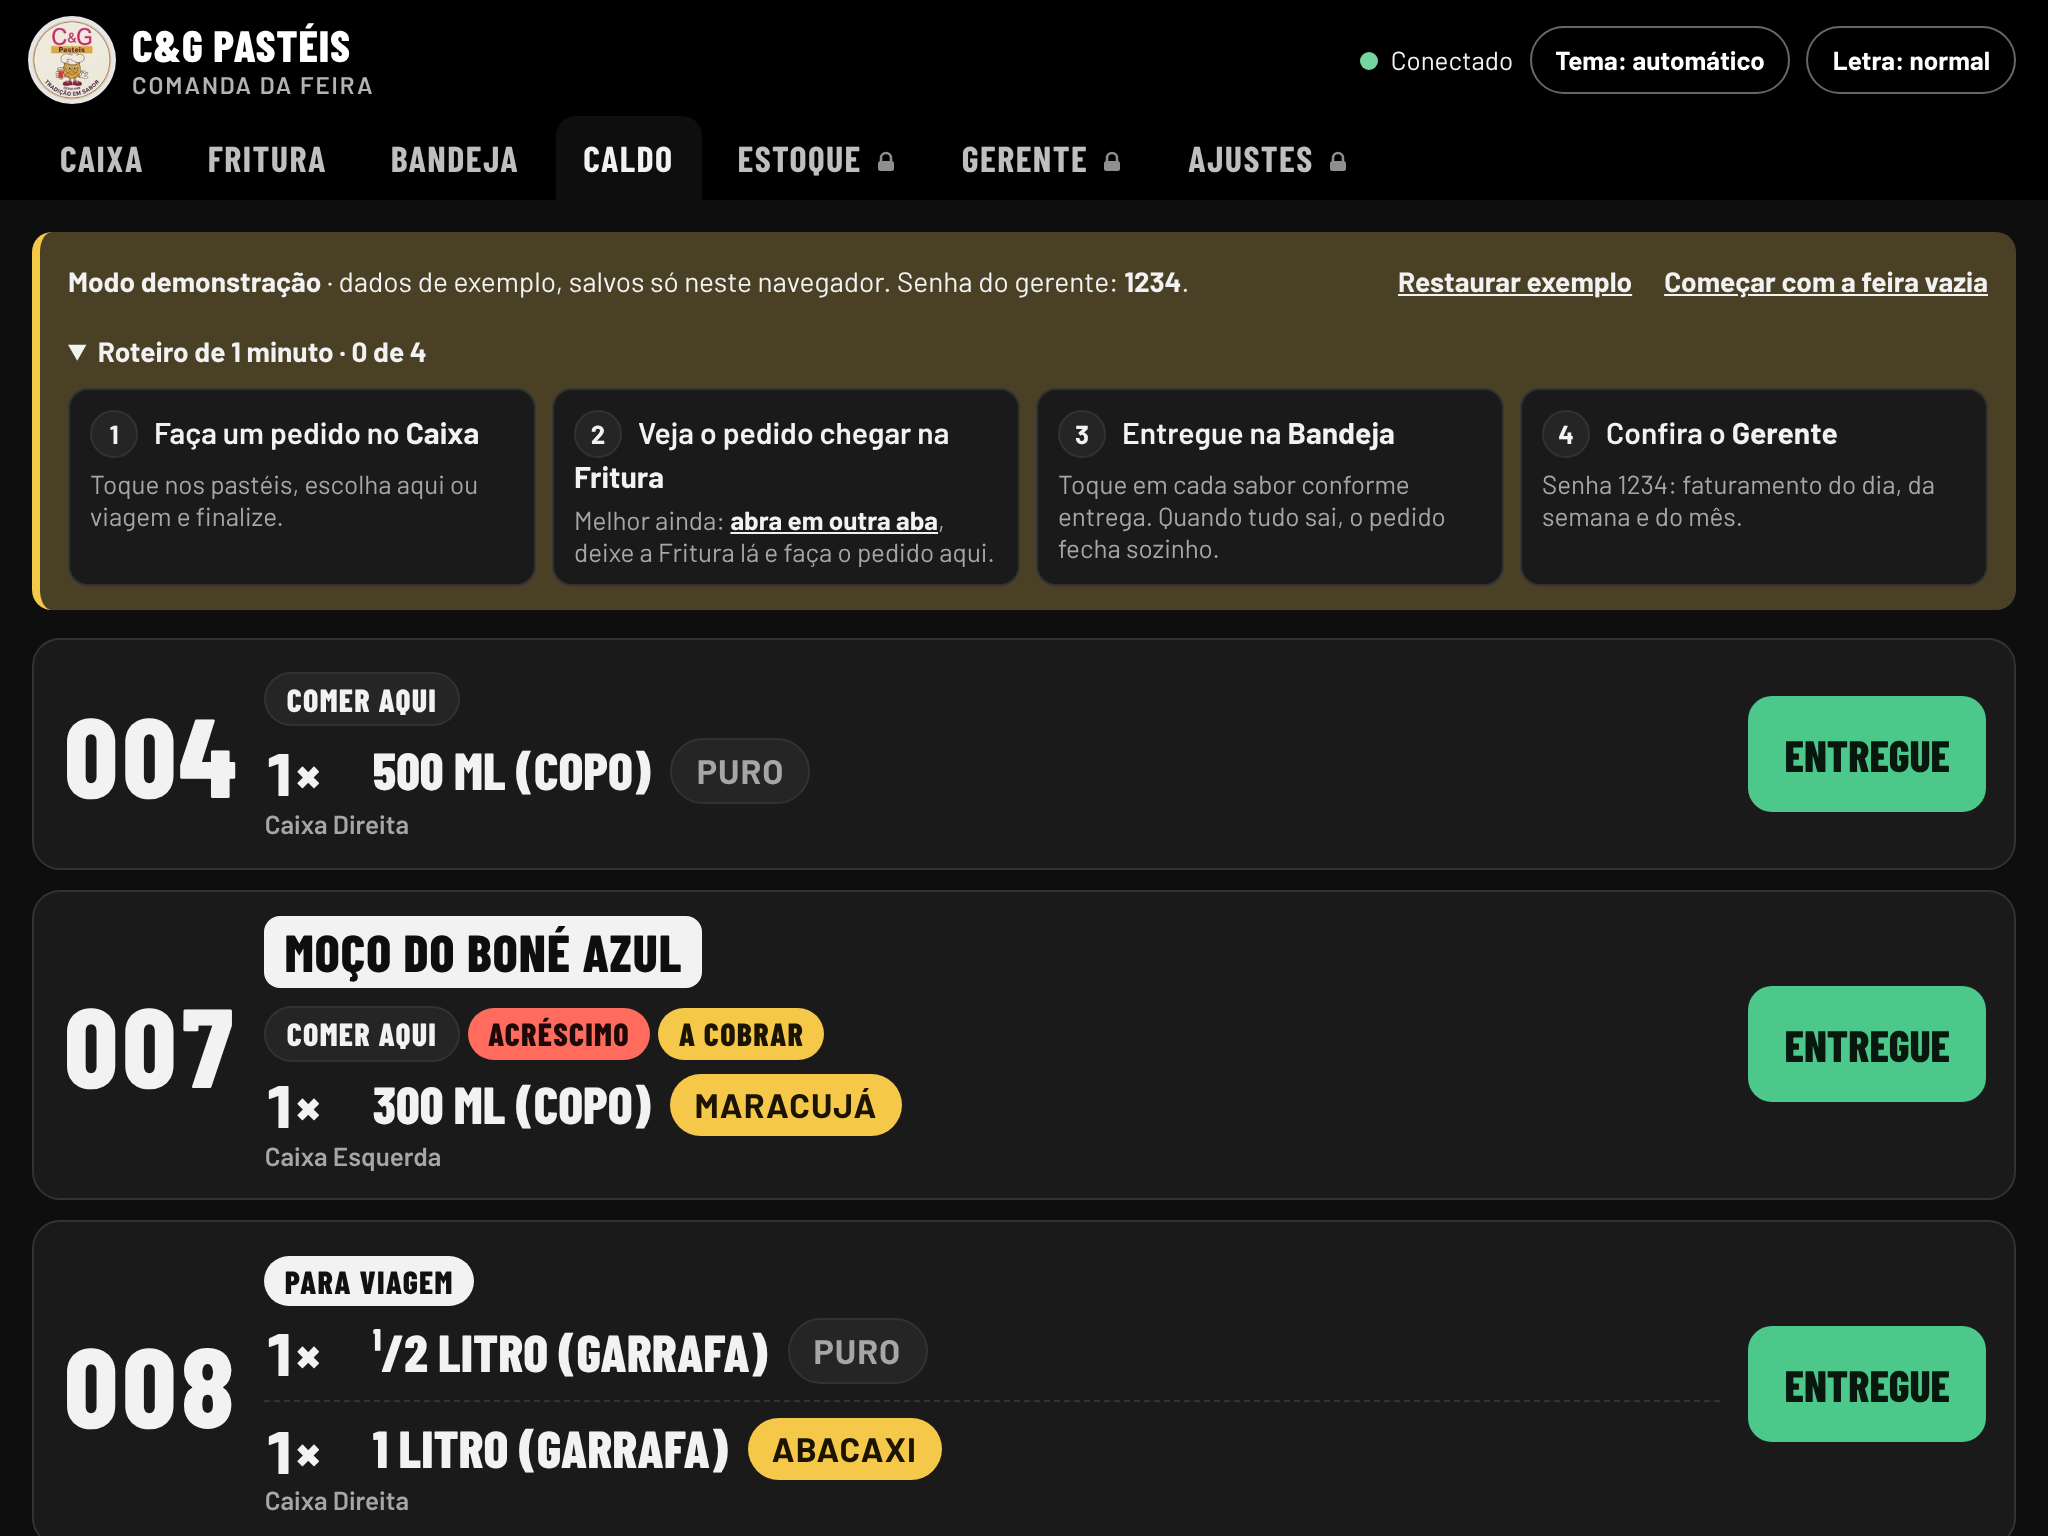 C&G
Pasteis
TRADIÇÃO EM SABOR
C&G PASTÉIS
COMANDA DA FEIRA
Conectado
Tema: automático
Letra: normal
CAIXA
FRITURA
BANDEJA
CALDO
ESTOQUE
GERENTE
AJUSTES
Modo demonstração · dados de exemplo, salvos só neste navegador. Senha do gerente: 1234.
Restaurar exemplo
Começar com a feira vazia
▼ Roteiro de 1 minuto · 0 de 4
1 Faça um pedido no Caixa
Toque nos pastéis, escolha aqui ou
viagem e finalize.
2 Veja o pedido chegar na
Fritura
Melhor ainda: abra em outra aba,
deixe a Fritura lá e faça o pedido aqui.
3 Entregue na Bandeja
Toque em cada sabor conforme
entrega. Quando tudo sai, o pedido
fecha sozinho.
4 Confira o Gerente
Senha 1234: faturamento do dia, da
semana e do mês.
004
COMER AQUI
1× 500 ML (COPO) PURO
Caixa Direita
ENTREGUE
007
MOÇO DO BONÉ AZUL
COMER AQUI ACRÉSCIMO A COBRAR
1× 300 ML (COPO) MARACUJÁ
Caixa Esquerda
ENTREGUE
008
PARA VIAGEM
1× 1/2 LITRO (GARRAFA) PURO
1× 1 LITRO (GARRAFA) ABACAXI
Caixa Direita
ENTREGUE